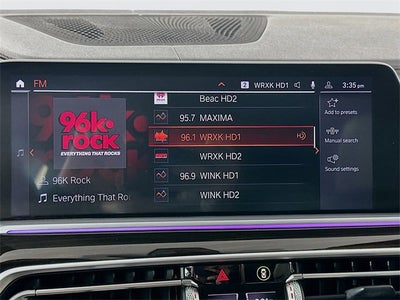 FM
2 WRXK HD1
3:35 pm
Beac HD2
95.7 MAXIMA
96.1 WRXK HD1
WRXK HD2
96.9 WINK HD1
WINK HD2
96k·rock
EVERYTHING THAT ROCKS
96K Rock
Everything That Ro
Add to presets
Manual search
Sound settings